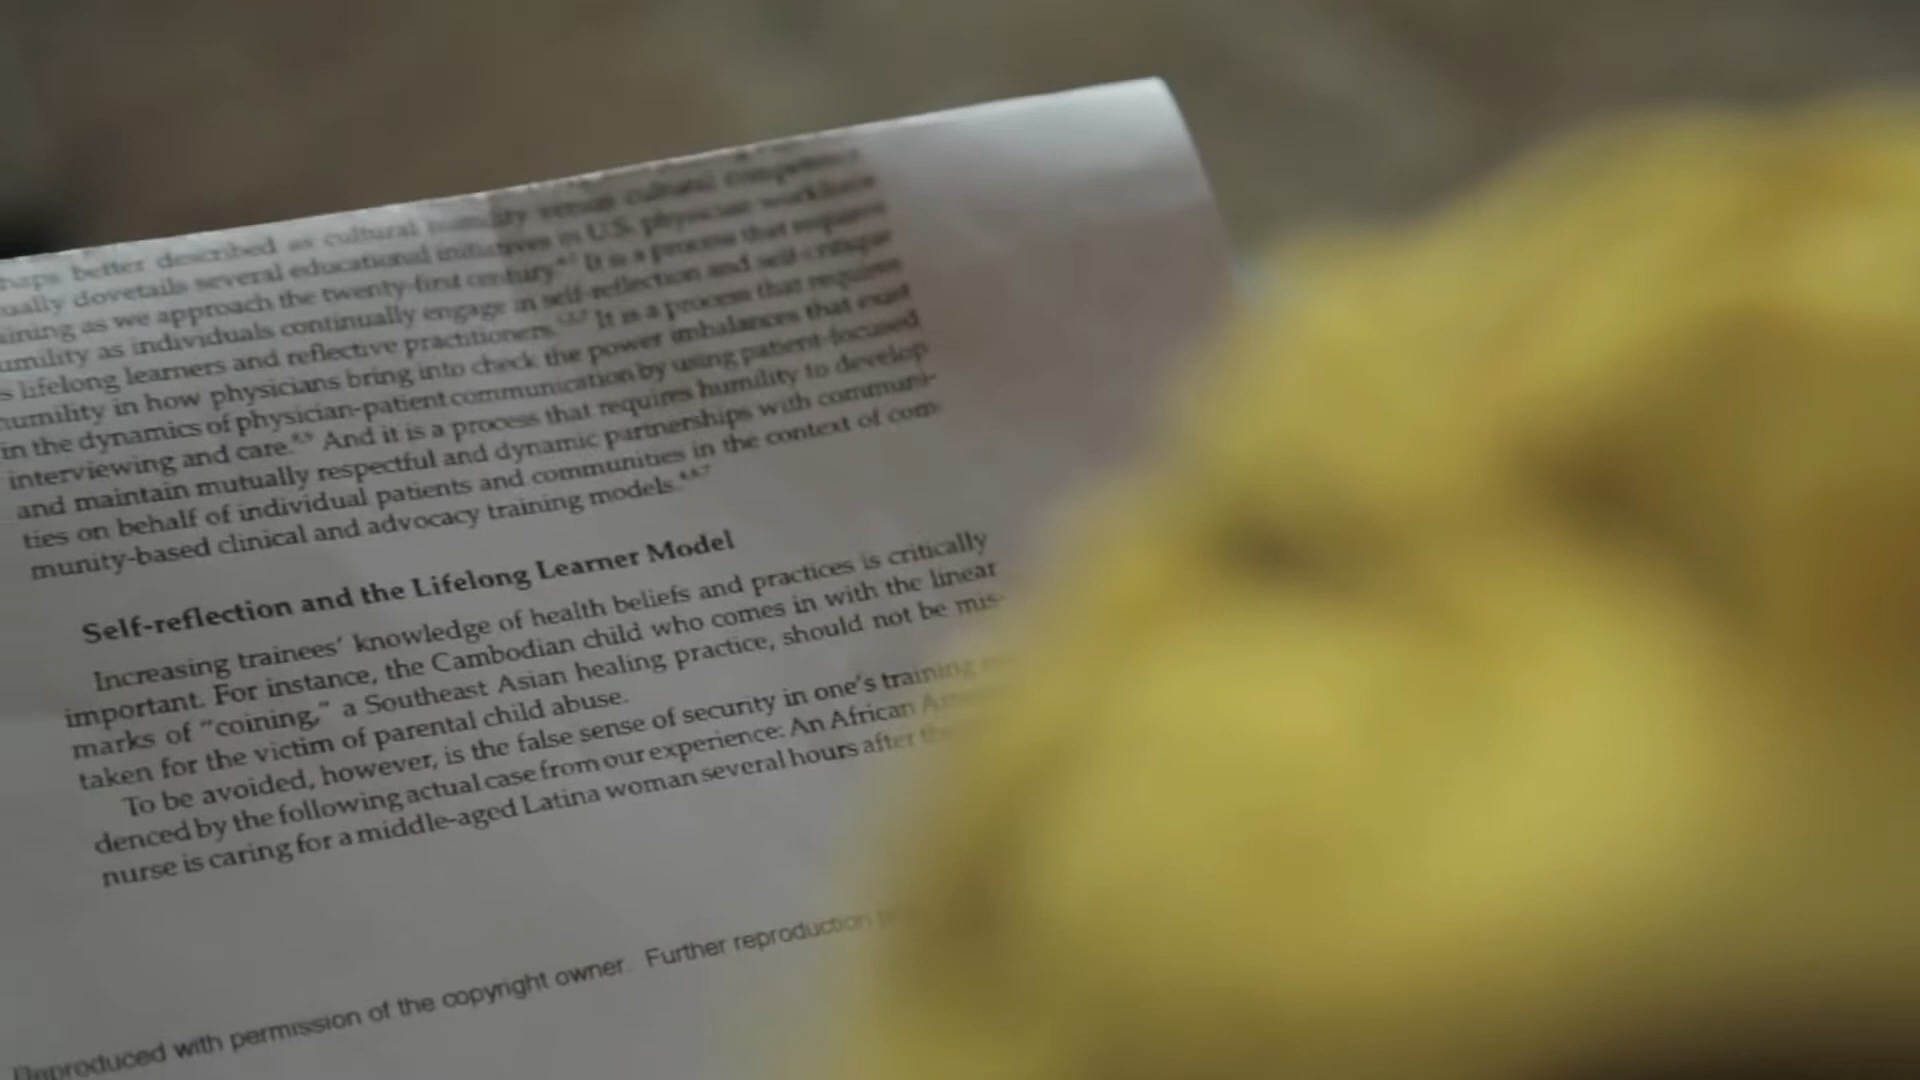 better described as cultural humility versus cultural competence
ually dovetails several educational initiatives in U.S. physician workforce
aining as we approach the twenty-first century. It is a process that requires
umility as individuals continually engage in self-reflection and self-critique
s lifelong learners and reflective practitioners. It is a process that requires
humility in how physicians bring into check the power imbalances that exist
in the dynamics of physician-patient communication by using patient-focused
interviewing and care.⁸,⁹ And it is a process that requires humility to develop
and maintain mutually respectful and dynamic partnerships with communi-
ties on behalf of individual patients and communities in the context of com-
munity-based clinical and advocacy training models.
Self-reflection and the Lifelong Learner Model
Increasing trainees' knowledge of health beliefs and practices is critically
important. For instance, the Cambodian child who comes in with the linear
marks of "coining," a Southeast Asian healing practice, should not be mis-
taken for the victim of parental child abuse.
To be avoided, however, is the false sense of security in one's training
denced by the following actual case from our experience: An African
nurse is caring for a middle-aged Latina woman several hours after the
Reproduced with permission of the copyright owner. Further reproduction